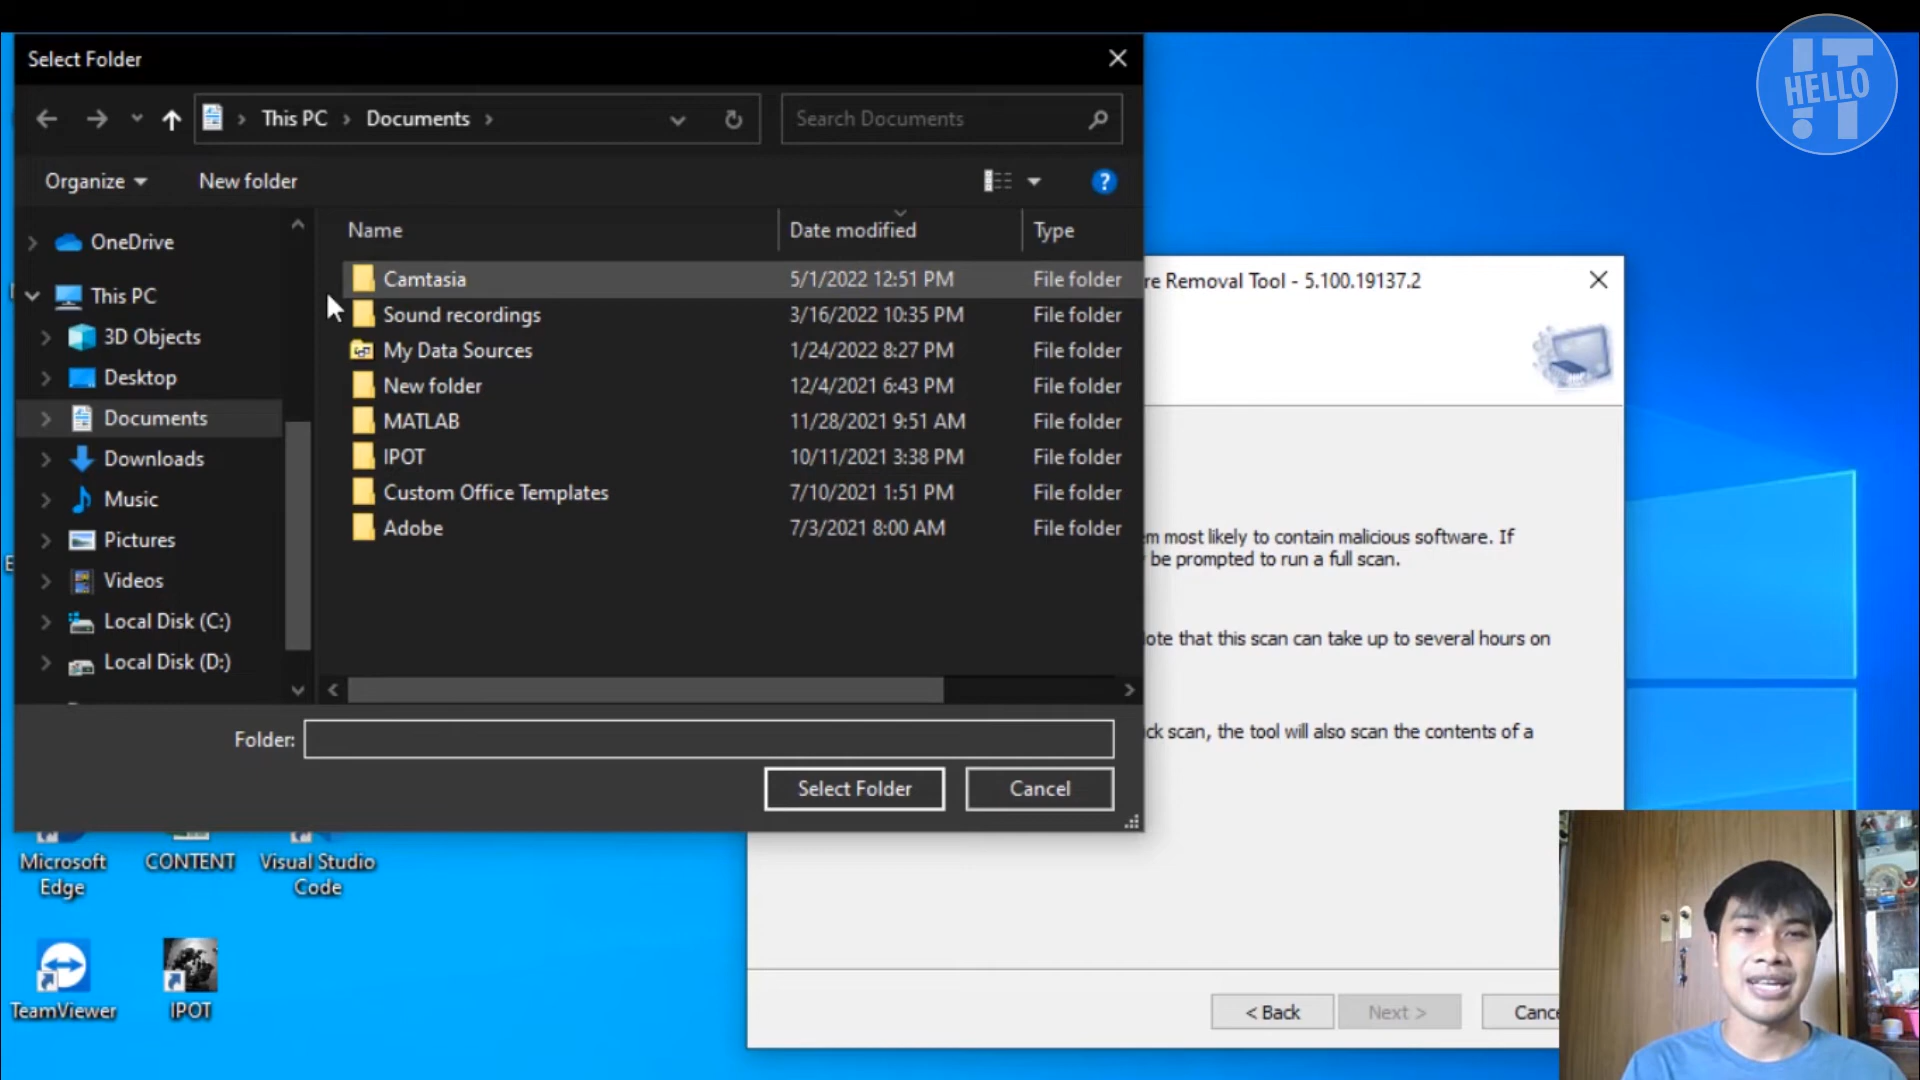 Select Folder
This PC
Documents
Search Documents
Organize
New folder
?
OneDrive
This PC
3D Objects
Desktop
Documents
Downloads
Music
Pictures
Videos
Local Disk (C:)
Local Disk (D:)
Name Date modified Type
Camtasia 5/1/2022 12:51 PM File folder
Sound recordings 3/16/2022 10:35 PM File folder
My Data Sources 1/24/2022 8:27 PM File folder
New folder 12/4/2021 6:43 PM File folder
MATLAB 11/28/2021 9:51 AM File folder
IPOT 10/11/2021 3:38 PM File folder
Custom Office Templates 7/10/2021 1:51 PM File folder
Adobe 7/3/2021 8:00 AM File folder
Folder:
Select Folder
Cancel
Removal Tool - 5.100.19137.2
most likely to contain malicious software. If
be prompted to run a full scan.
that this scan can take up to several hours on
scan, the tool will also scan the contents of a
< Back
Next >
Microsoft
Edge
CONTENT
Visual Studio
Code
TeamViewer
IPOT
!T
HELLO